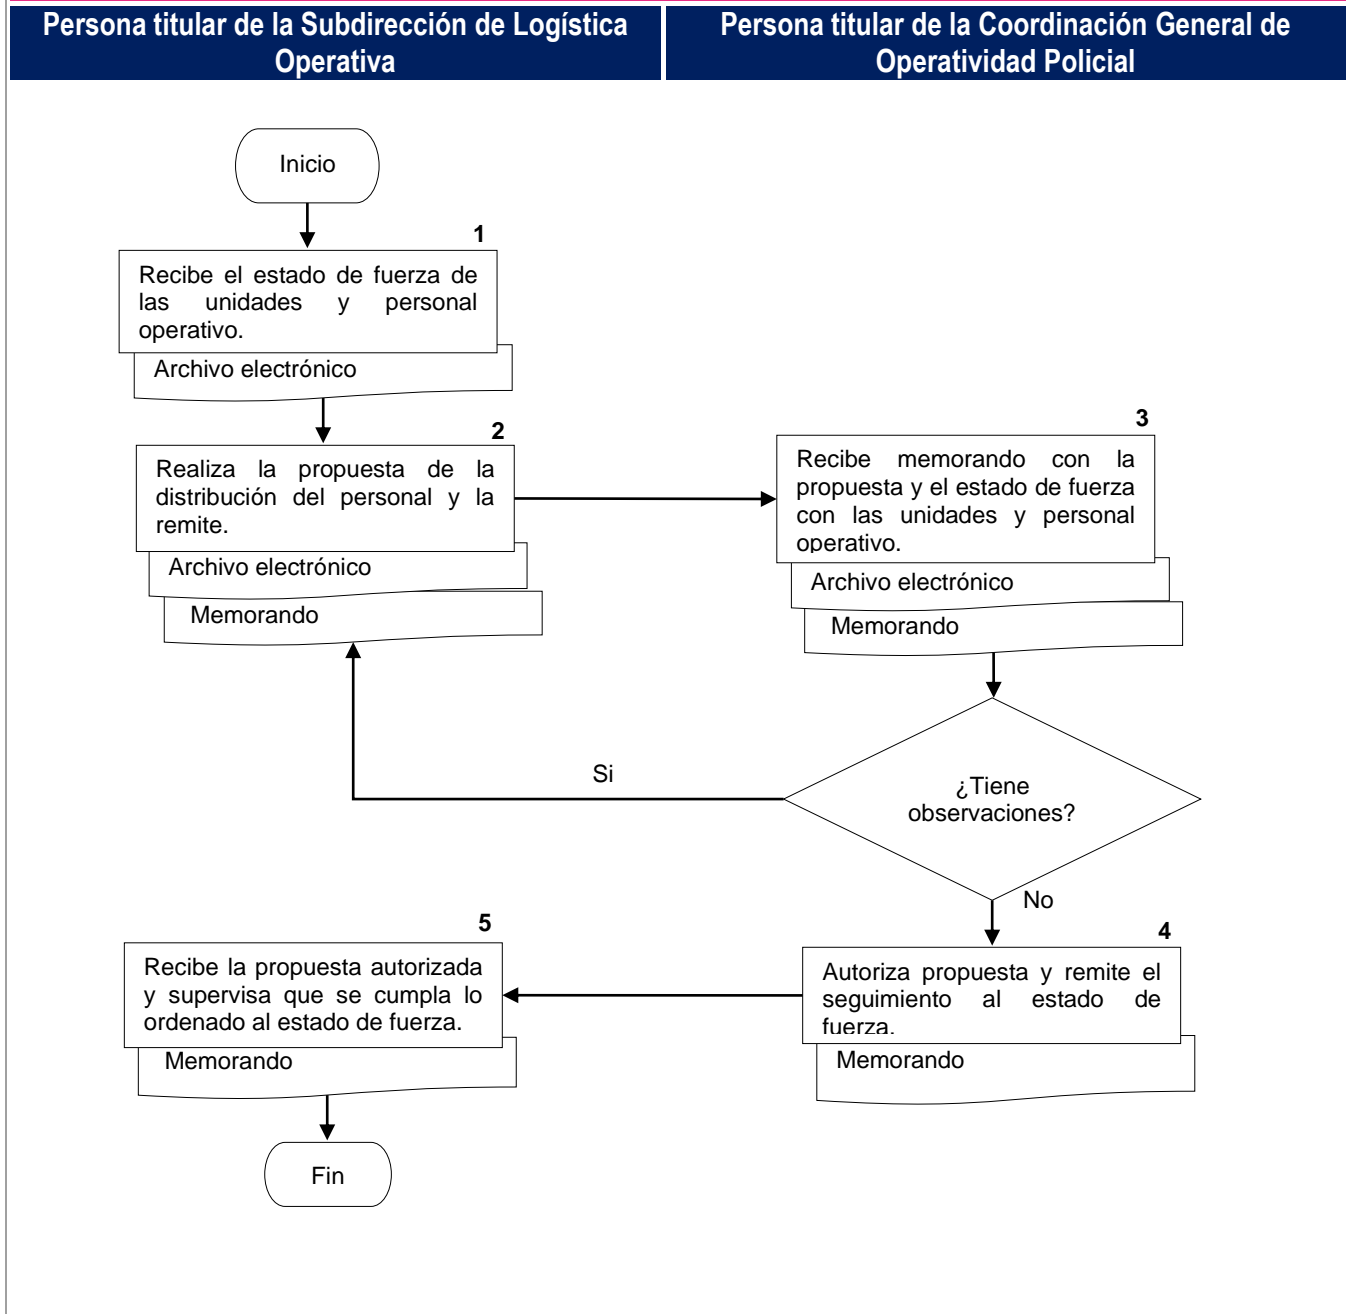 Persona titular de la Subdirección de Logística
Operativa
Persona titular de la Coordinación General de
Operatividad Policial
Inicio
1
Recibe el estado de fuerza de
las unidades y personal
operativo.
Archivo electrónico
2
Realiza la propuesta de la
distribución del personal y la
remite.
Archivo electrónico
Memorando
3
Recibe memorando con la
propuesta y el estado de fuerza
con las unidades y personal
operativo.
Archivo electrónico
Memorando
¿Tiene
observaciones?
Si
No
4
Autoriza propuesta y remite el
seguimiento al estado de
fuerza.
Memorando
5
Recibe la propuesta autorizada
y supervisa que se cumpla lo
ordenado al estado de fuerza.
Memorando
Fin